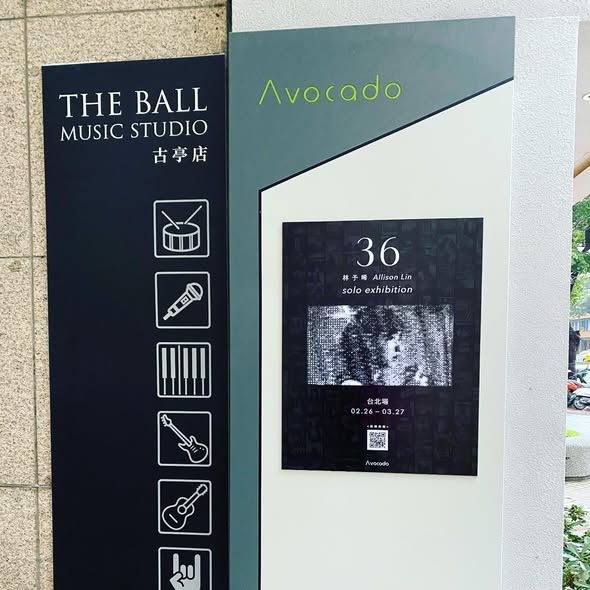 THE BALL
MUSIC STUDIO
古亭店
Avocado
36
林予晞 Allison Lin
solo exhibition
台北場
02.26 – 03.27
Avocado